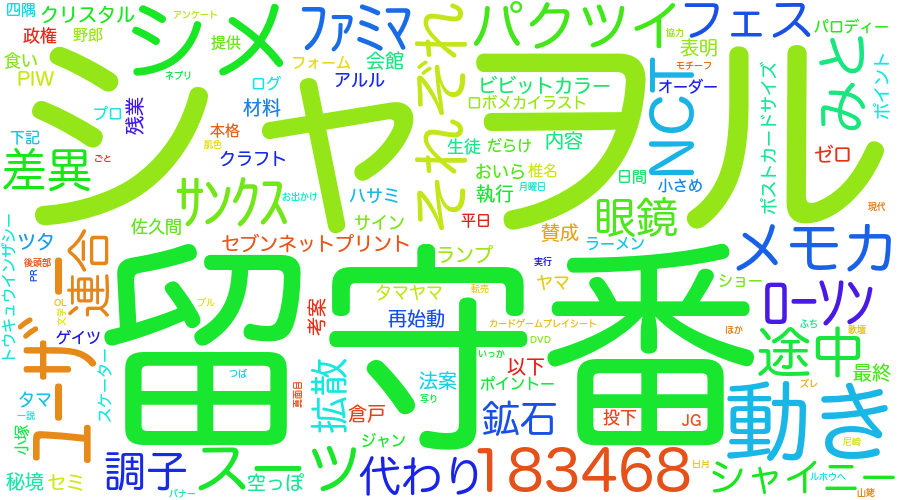 四隅
クリスタル
アンケート
政権
野郎
シメ
提供
ファミマ
それぞれ
パクツイ
協力
フェス
パロディー
食い
PIW
ネプリ
ログ
フォーム
会館
アルル
表明
モチーフ
オーダー
シャヲル
みと
ポイント
プロ
残業
材料
ビビットカラー
ロボメカイラスト
NCT
ポストカードサイズ
下記
本格
肌色
生徒
だらけ
内容
ゼロ
差異
ごと
クラフト
おいら
椎名
日間
サンクス
お出かけ
ハサミ
執行
月曜日
小さめ
佐久間
サイン
平日
眼鏡
現代
トウキュウインザシー
ツタ
連合
セブンネットプリント
賛成
ラーメン
メモカ
後頭部
PR
ランプ
実行
ヤマ
ショー
留守番
OL
文学
プル
タマヤマ
転売
ローソン
ユーザー
ゲイツ
考案
再始動
カードゲームプレイシート
ほか
ふち
歌壇
DVD
途中
いっか
スケーター
つば
真面目
拡散
以下
法案
ポイントー
最終
タマ
写り
ズレ
一説
倉戸
鉱石
投下
JG
動き
小塚
ジャン
尼崎
調子
スーツ
183468
秘境
セミ
空っぽ
代わり
日月
シャイニー
ルホウヘ
バナー
山姥